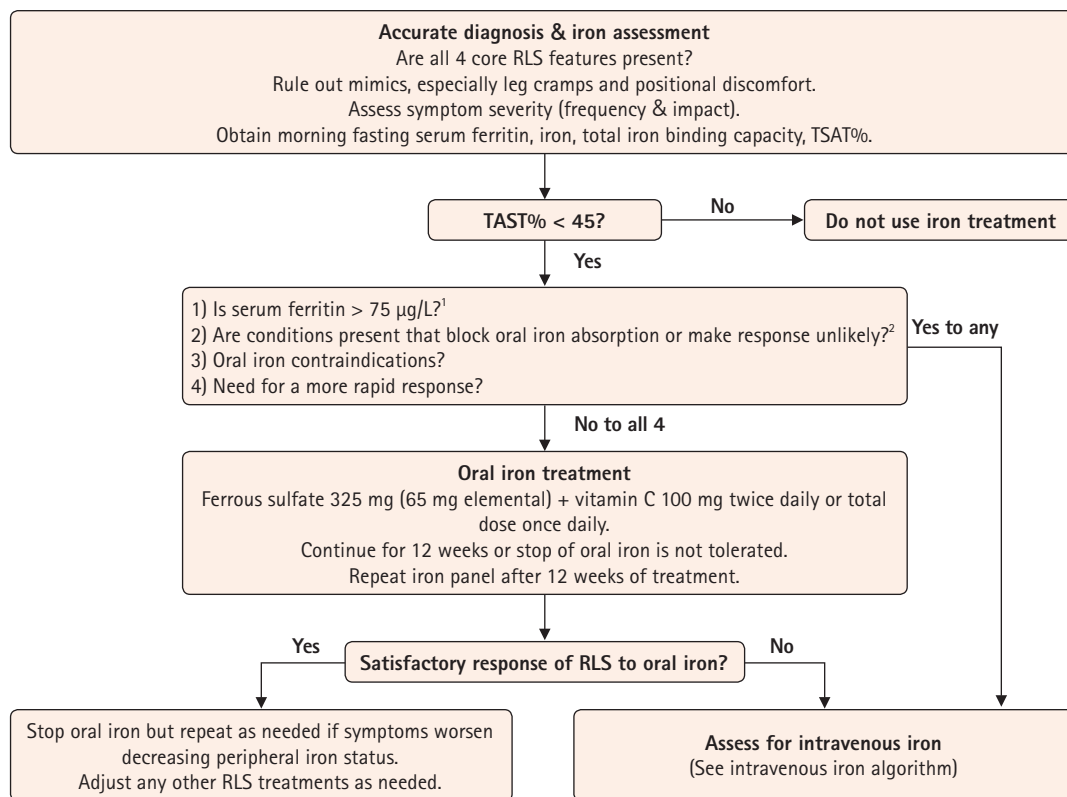 Accurate diagnosis & iron assessment
Are all 4 core RLS features present?
Rule out mimics, especially leg cramps and positional discomfort.
Assess symptom severity (frequency & impact).
Obtain morning fasting serum ferritin, iron, total iron binding capacity, TSAT%.
TAST% < 45?
No
Do not use iron treatment
Yes
1) Is serum ferritin > 75 µg/L?¹
2) Are conditions present that block oral iron absorption or make response unlikely?²
3) Oral iron contraindications?
4) Need for a more rapid response?
Yes to any
No to all 4
Oral iron treatment
Ferrous sulfate 325 mg (65 mg elemental) + vitamin C 100 mg twice daily or total
dose once daily.
Continue for 12 weeks or stop of oral iron is not tolerated.
Repeat iron panel after 12 weeks of treatment.
Yes
Satisfactory response of RLS to oral iron?
No
Stop oral iron but repeat as needed if symptoms worsen
decreasing peripheral iron status.
Adjust any other RLS treatments as needed.
Assess for intravenous iron
(See intravenous iron algorithm)